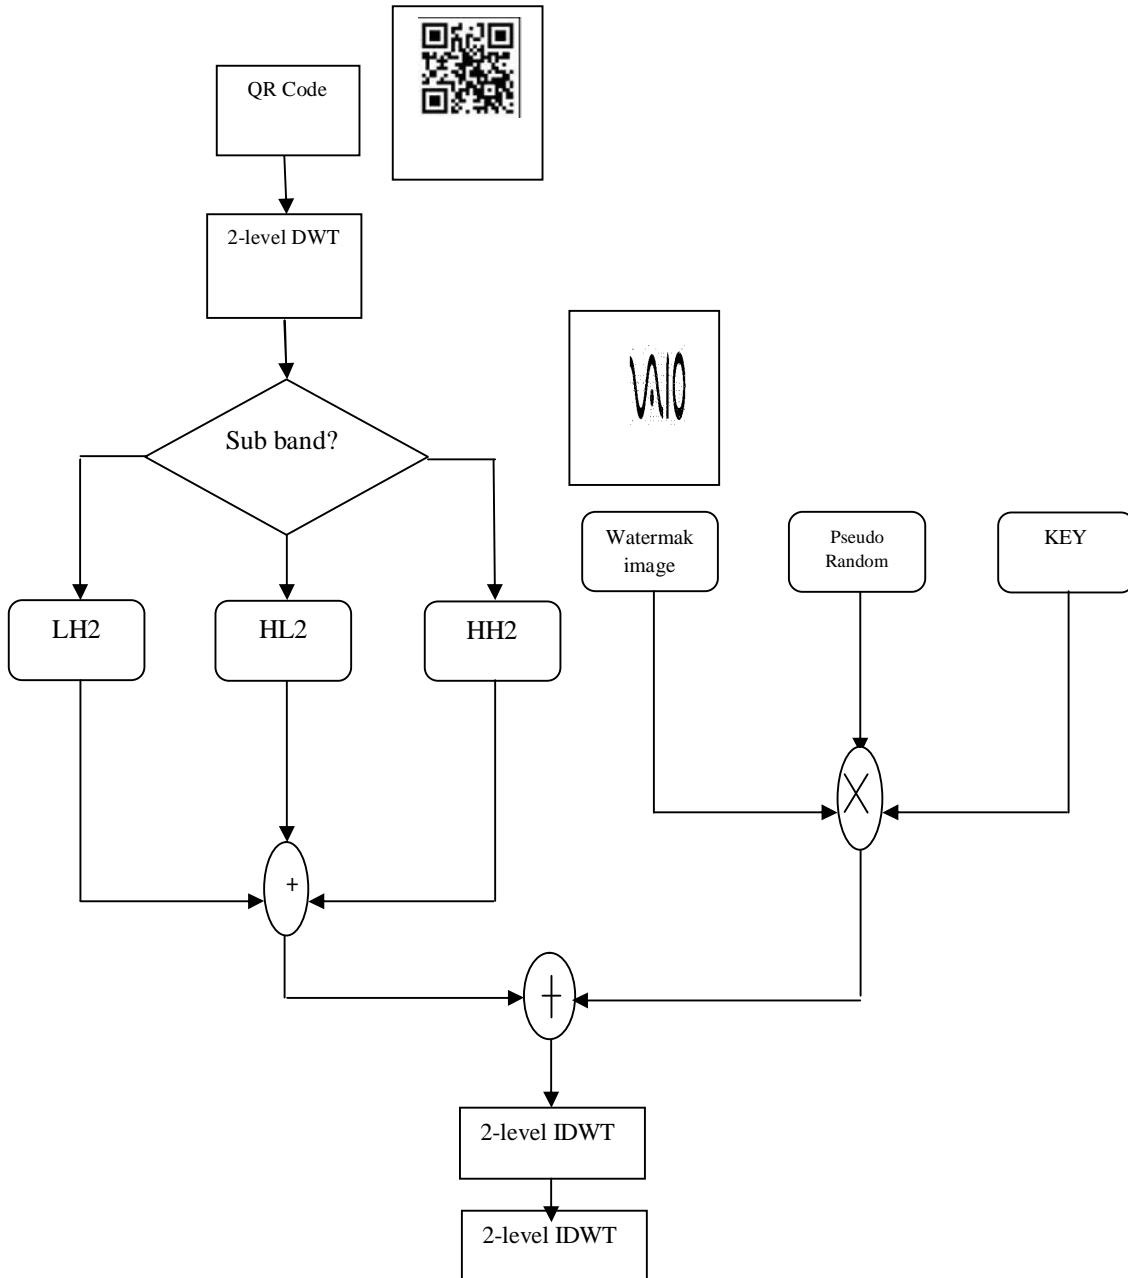 QR Code
2-level DWT
VAIO
Sub band?
Watermak
image
Pseudo
Random
KEY
LH2
HL2
HH2
+
2-level IDWT
2-level IDWT